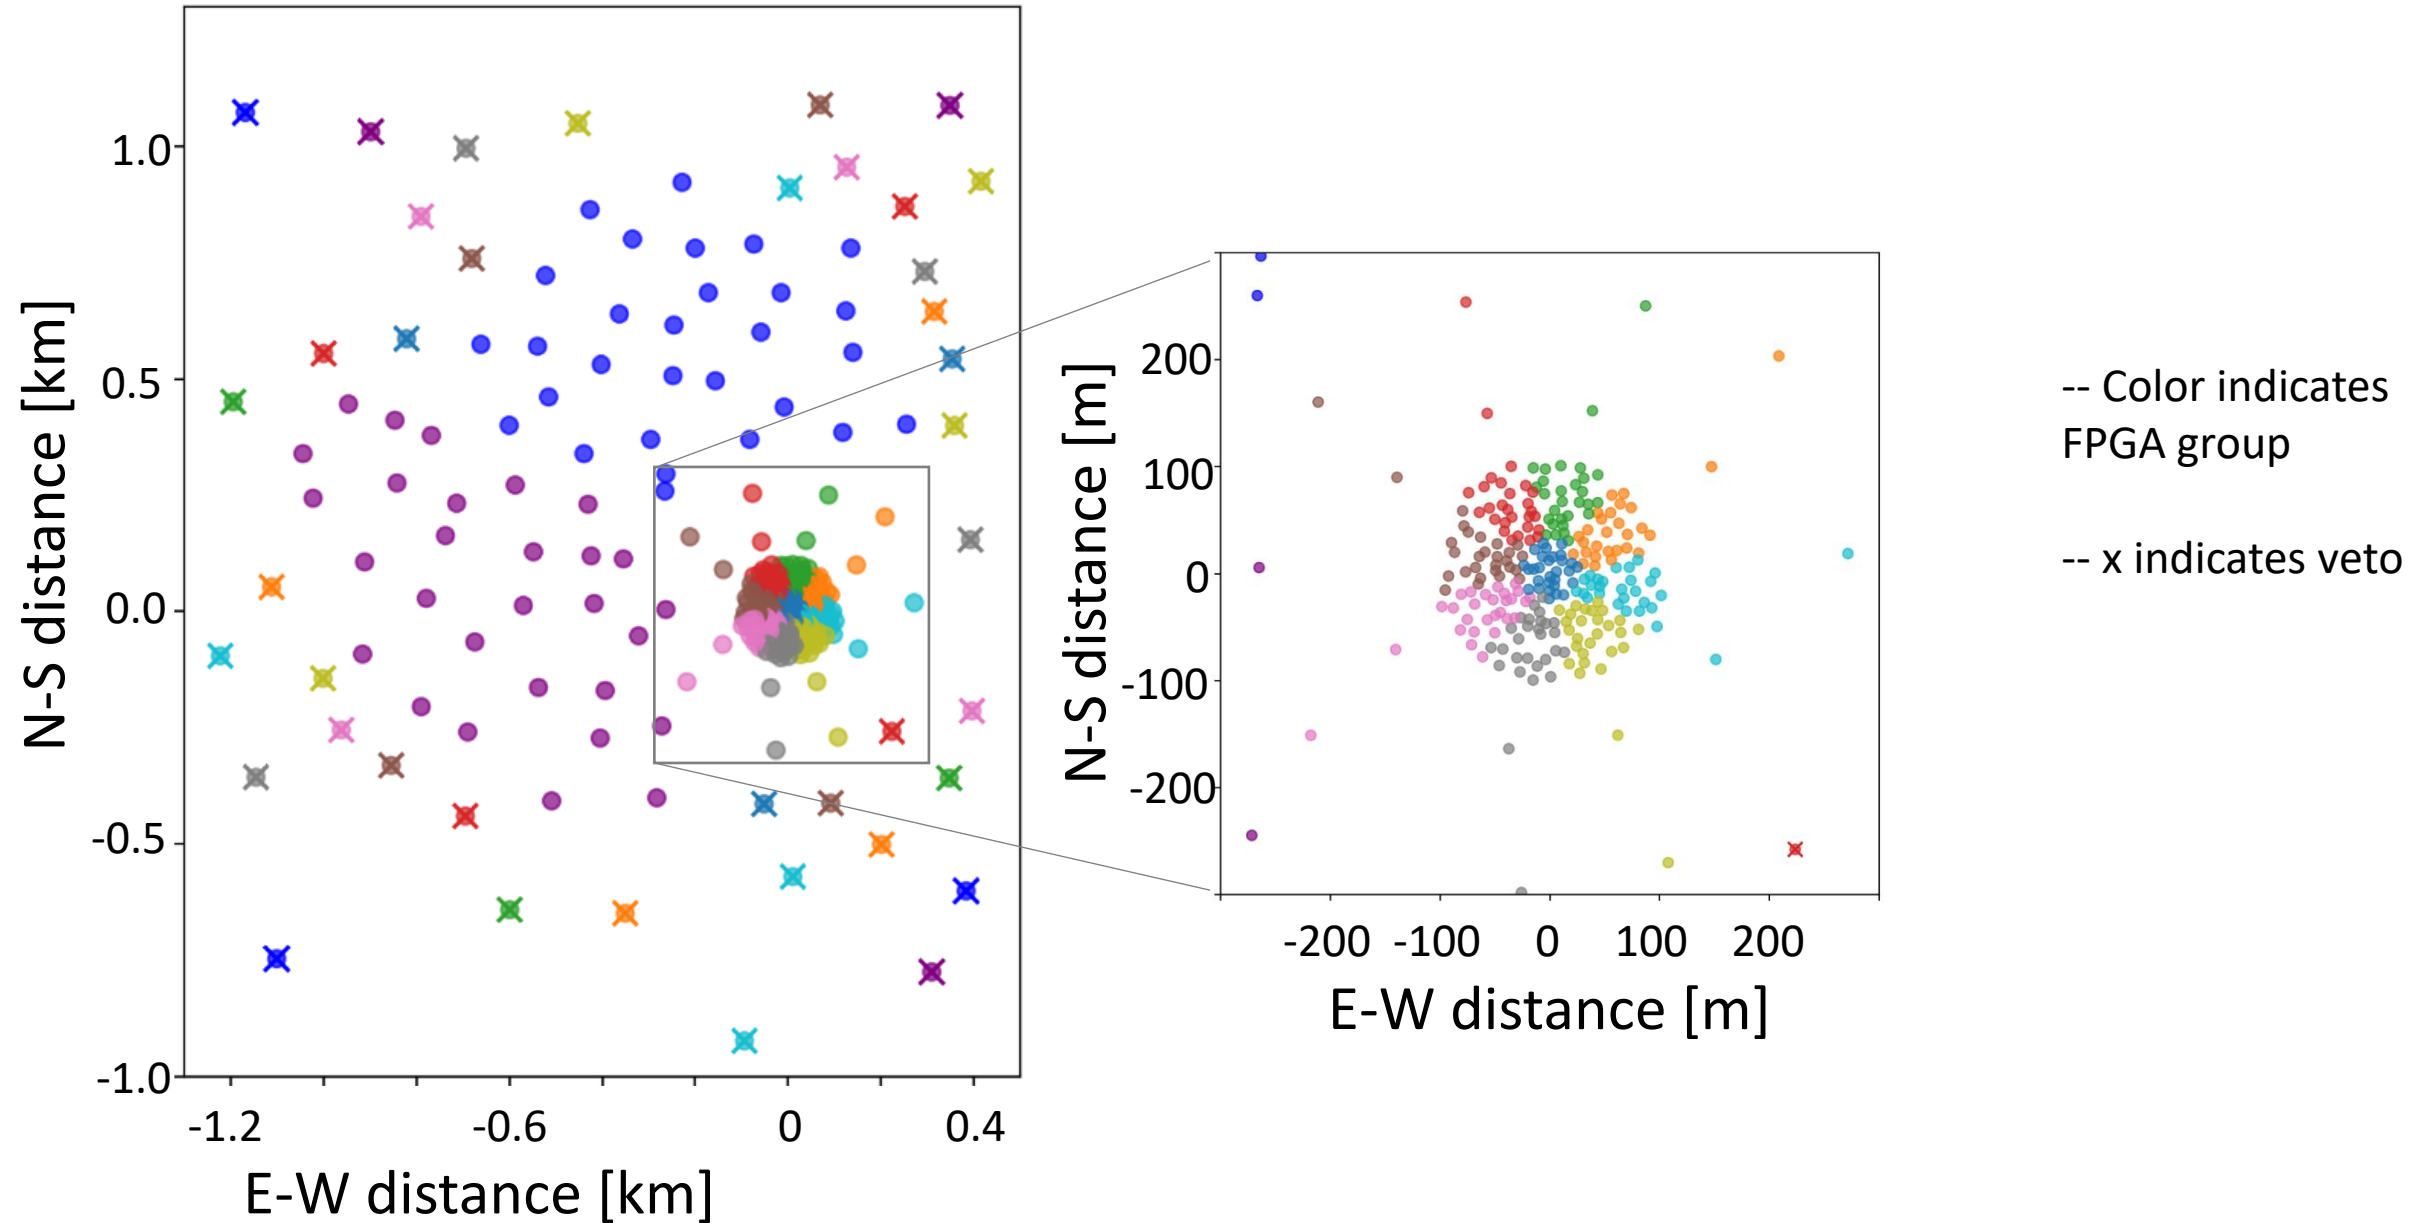 N-S distance [km]
1.0
0.5
0.0
-0.5
-1.0
-1.2 -0.6 0 0.4
E-W distance [km]
N-S distance [m]
200
100
0
-100
-200
-200 -100 0 100 200
E-W distance [m]
-- Color indicates
FPGA group
-- x indicates veto